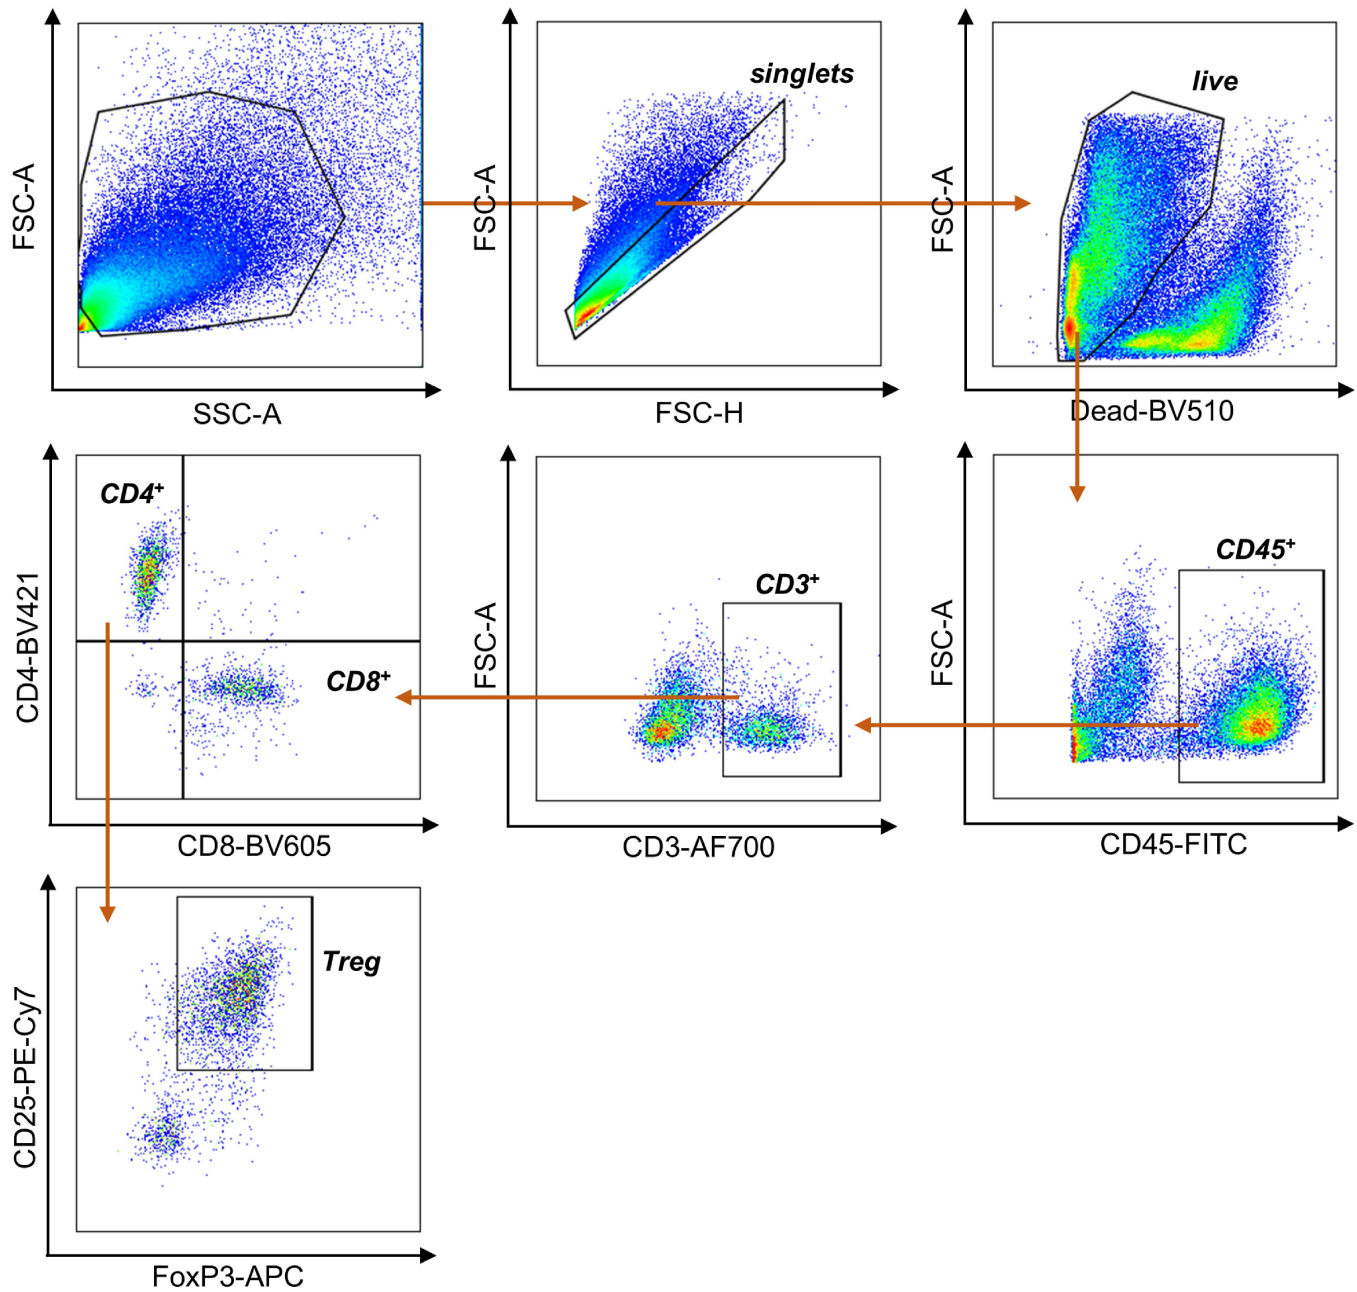 FSC-A
SSC-A
singlets
FSC-A
FSC-H
live
FSC-A
Dead-BV510
CD4+
CD8+
CD4-BV421
CD8-BV605
CD3+
FSC-A
CD3-AF700
CD45+
FSC-A
CD45-FITC
Treg
CD25-PE-Cy7
FoxP3-APC